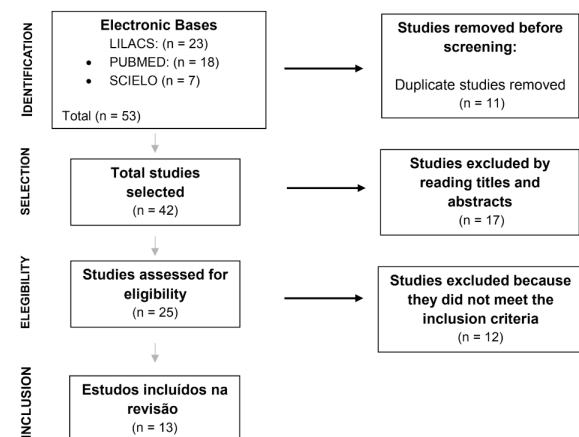 IDENTIFICATION
Electronic Bases
LILACS: (n = 23)
• PUBMED: (n = 18)
• SCIELO (n = 7)
Total (n = 53)
Studies removed before
screening:
Duplicate studies removed
(n = 11)
SELECTION
Total studies
selected
(n = 42)
Studies excluded by
reading titles and
abstracts
(n = 17)
ELEGIBILITY
Studies assessed for
eligibility
(n = 25)
Studies excluded because
they did not meet the
inclusion criteria
(n = 12)
INCLUSION
Estudos incluídos na
revisão
(n = 13)